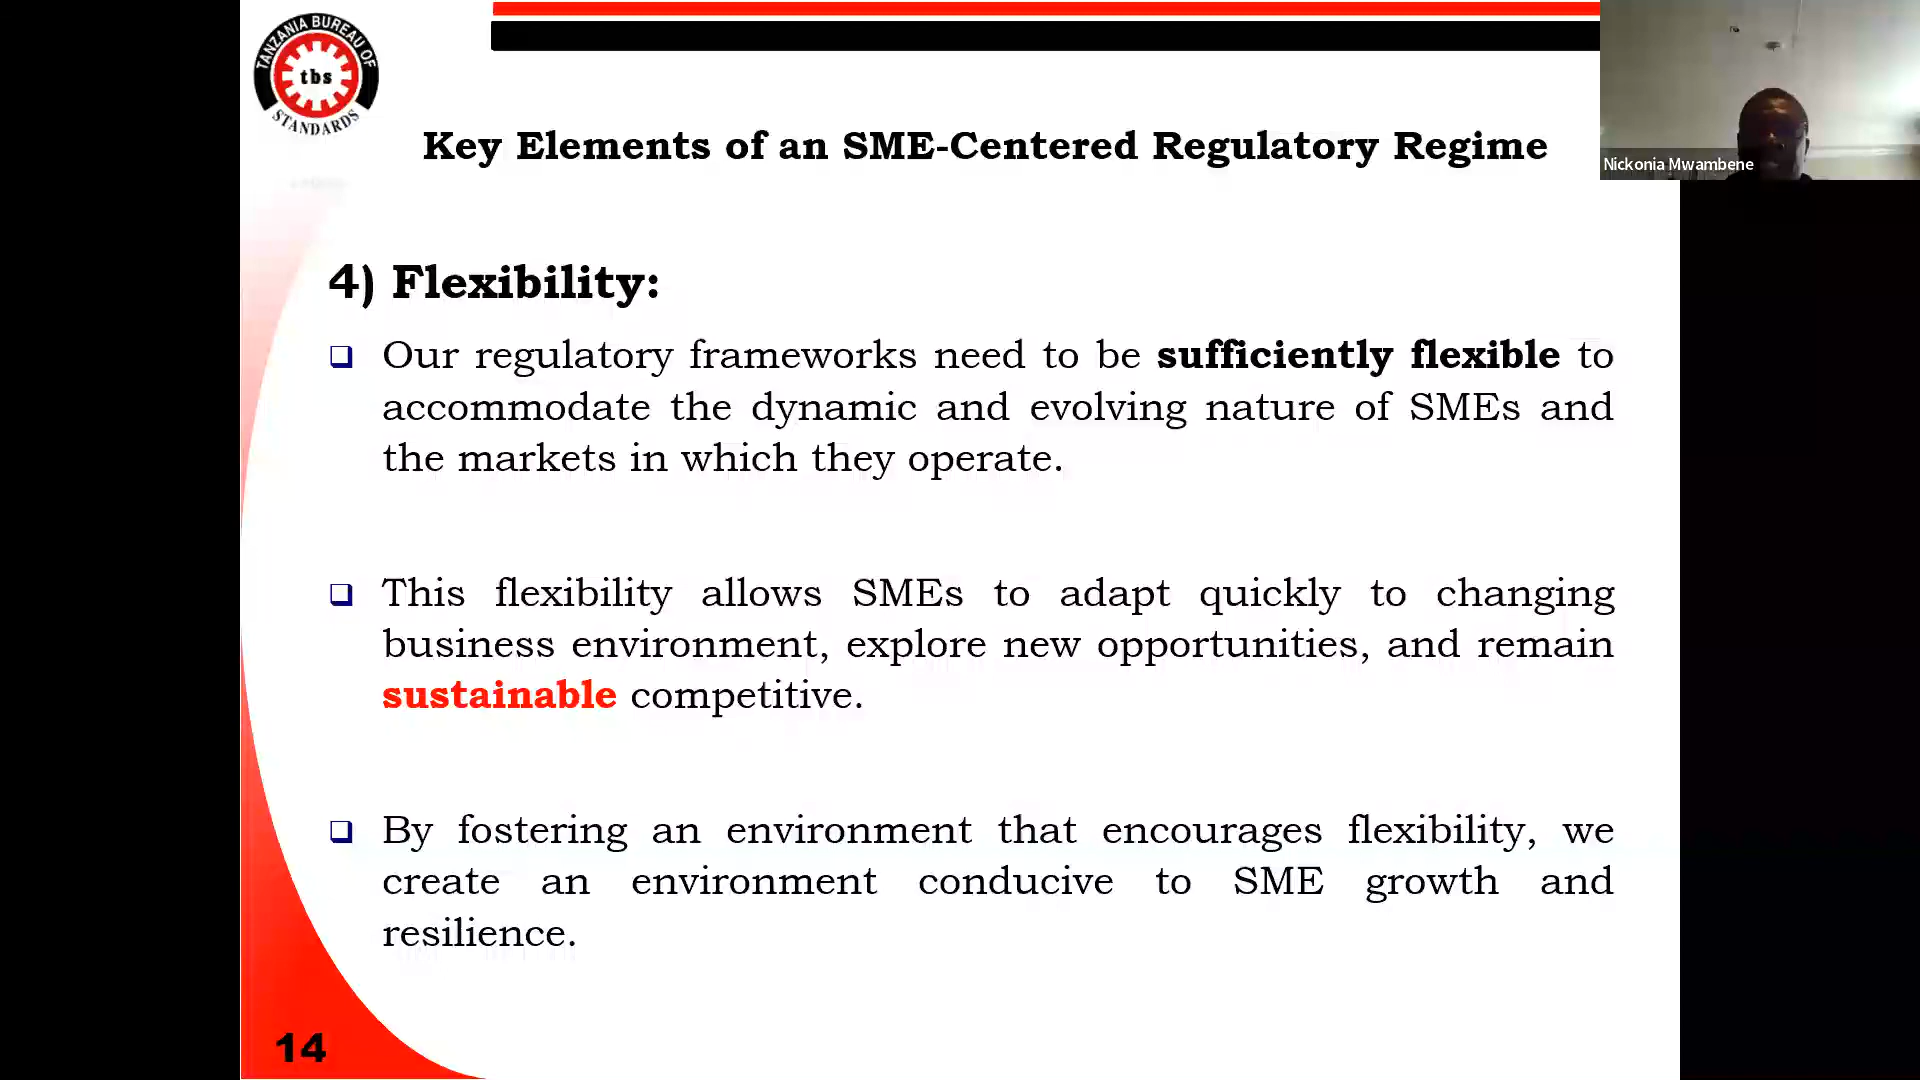 TANZANIA BUREAU OF
tbs
STANDARDS
Key Elements of an SME-Centered Regulatory Regime
Nickonia Mwambene
4) Flexibility:
Our regulatory frameworks need to be sufficiently flexible to
accommodate the dynamic and evolving nature of SMEs and
the markets in which they operate.
This flexibility allows SMEs to adapt quickly to changing
business environment, explore new opportunities, and remain
sustainable competitive.
By fostering an environment that encourages flexibility, we
create an environment conducive to SME growth and
resilience.
14